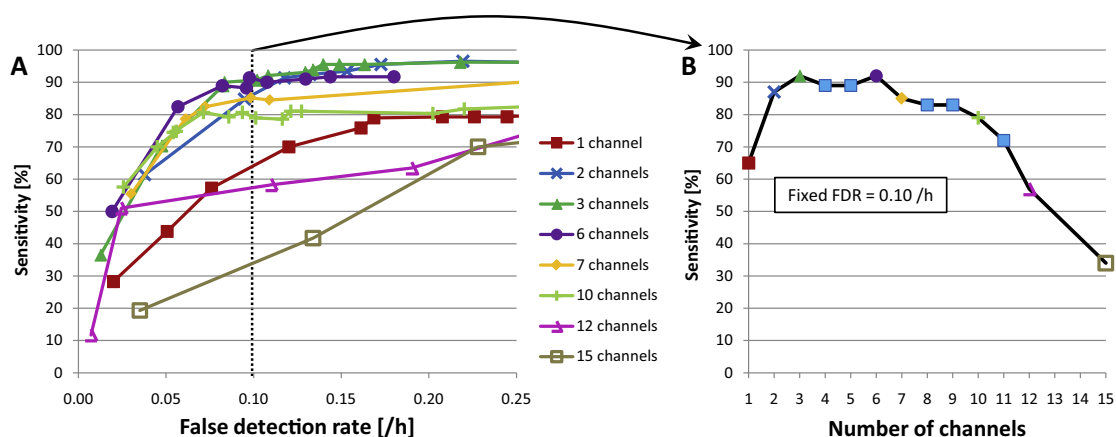 A
Sensitivity [%]
100
90
80
70
60
50
40
30
20
10
0
0.00
0.05
0.10
0.15
0.20
0.25
False detection rate [/h]
1 channel
2 channels
3 channels
6 channels
7 channels
10 channels
12 channels
15 channels
B
Sensitivity [%]
100
90
80
70
60
50
40
30
20
10
0
Fixed FDR = 0.10 /h
1 2 3 4 5 6 7 8 9 10 11 12 13 14 15
Number of channels